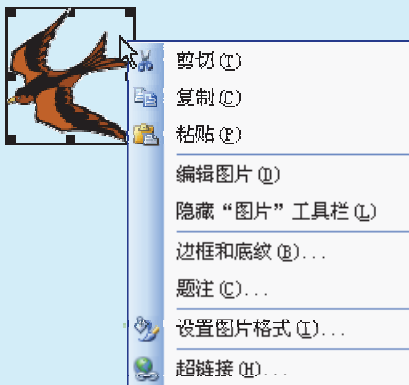 剪切(T)
复制(C)
粘贴(P)
编辑图片(D)
隐藏“图片”工具栏(L)
边框和底纹(B)...
题注(C)...
设置图片格式(I)...
超链接(H)...